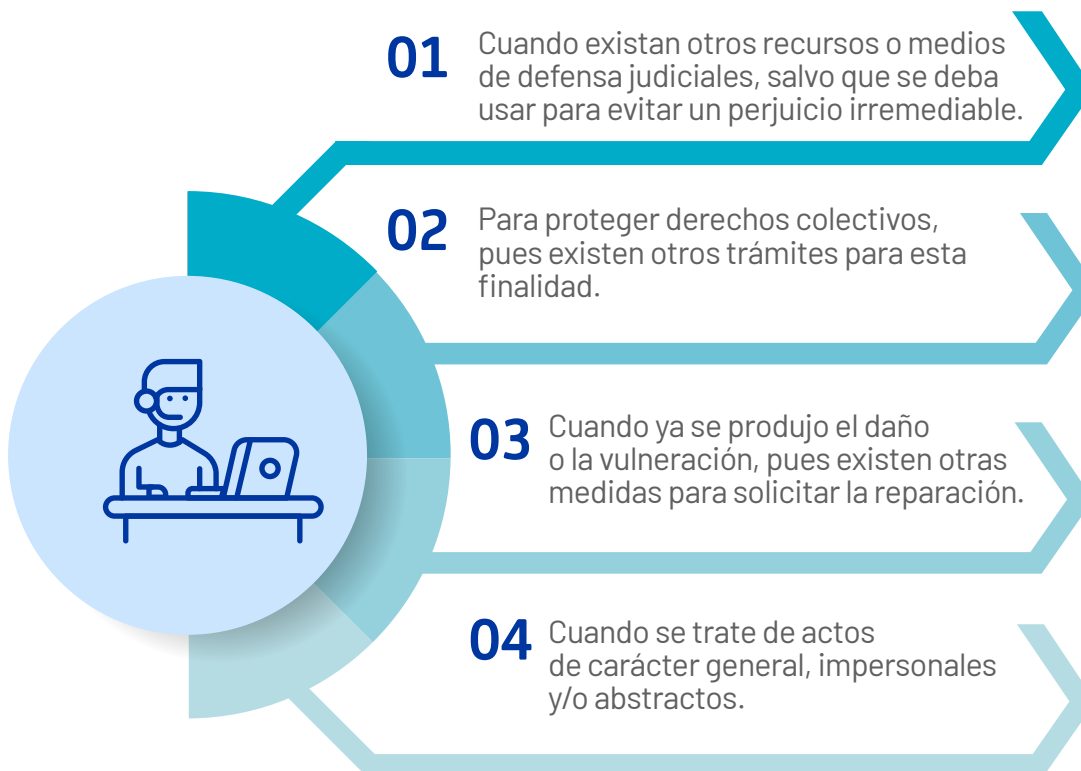 01
Cuando existan otros recursos o medios
de defensa judiciales, salvo que se deba
usar para evitar un perjuicio irremediable.
02
Para proteger derechos colectivos,
pues existen otros trámites para esta
finalidad.
03
Cuando ya se produjo el daño
o la vulneración, pues existen otras
medidas para solicitar la reparación.
04
Cuando se trate de actos
de carácter general, impersonales
y/o abstractos.